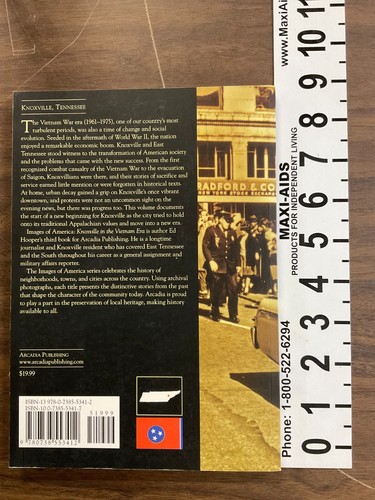 KNOXVILLE, TENNESSEE
The Vietnam War era (1961–1975), one of our country's most
turbulent periods, was also a time of change and social
evolution. Seeded in the aftermath of World War II, the nation
enjoyed a remarkable economic boom. Knoxville and East
Tennessee stood witness to the transformation of American society
and the problems that came with the new success. From the first
recognized combat casualty of the Vietnam War to the evacuation
of Saigon, Knoxvillians were there, and their stories of sacrifice and
service earned little mention or were forgotten in historical texts.
At home, urban decay gained a grip on Knoxville's once vibrant
downtown, and protests were not an uncommon sight on the
evening news, but there was progress too. This volume documents
the start of a new beginning for Knoxville as the city tried to hold
onto its traditional Appalachian values and move into a new era.
Images of America: Knoxville in the Vietnam Era is author Ed
Hooper's third book for Arcadia Publishing. He is a longtime
journalist and Knoxville resident who has covered East Tennessee
and the South throughout his career as a general assignment and
military affairs reporter.
The Images of America series celebrates the history of
neighborhoods, towns, and cities across the country. Using archival
photographs, each title presents the distinctive stories from the past
that shape the character of the community today. Arcadia is proud
to play a part in the preservation of local heritage, making history
available to all.
ARCADIA PUBLISHING
www.arcadiapublishing.com
$19.99
ISBN-13 978-0-7385-5341-2
ISBN-10 0-7385-5341-2
51999
9 780738 553412
RADFORD & CO
NEW YORK STOCK EXCHANGE
Phone: 1-800-522-6294
MAXI-AIDS
PRODUCTS FOR INDEPENDENT LIVING
www.MaxiAids
0 1 2 3 4 5 6 7 8 9 10 11